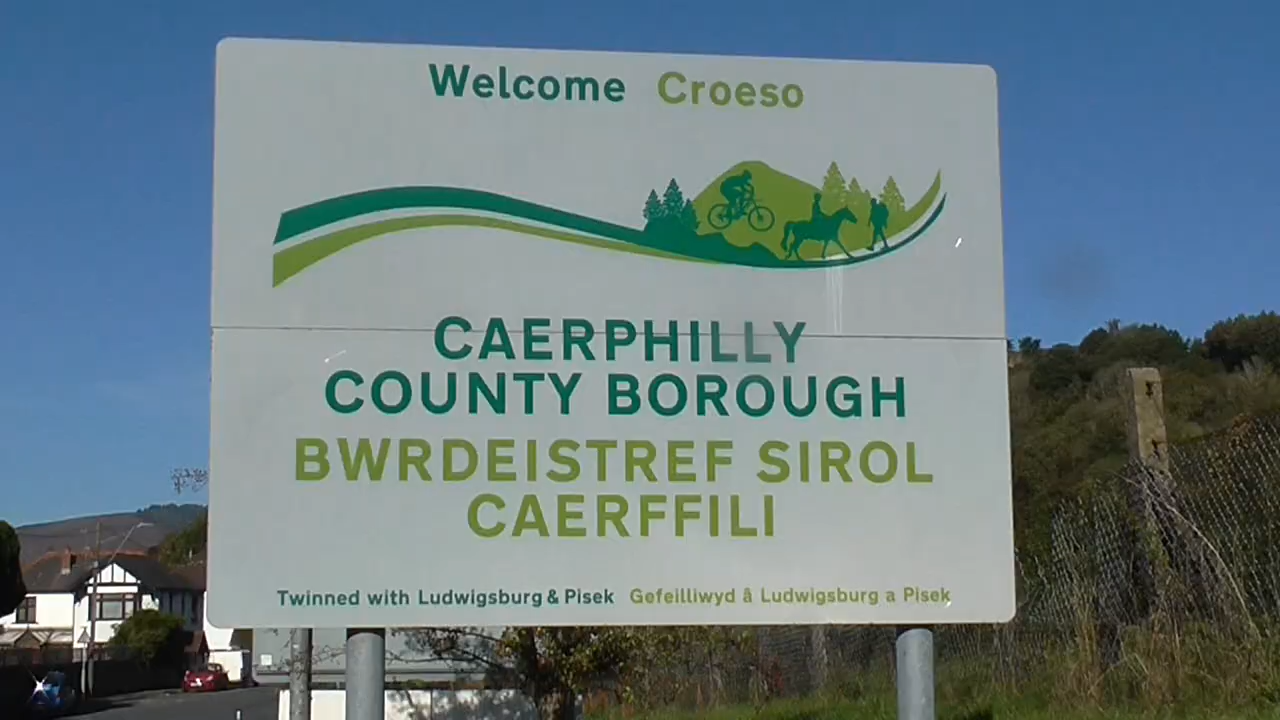 Welcome Croeso
CAERPHILLY
COUNTY BOROUGH
BWRDEISTREF SIROL
CAERFFILI
Twinned with Ludwigsburg & Pisek Gefeilliwyd â Ludwigsburg a Pisek